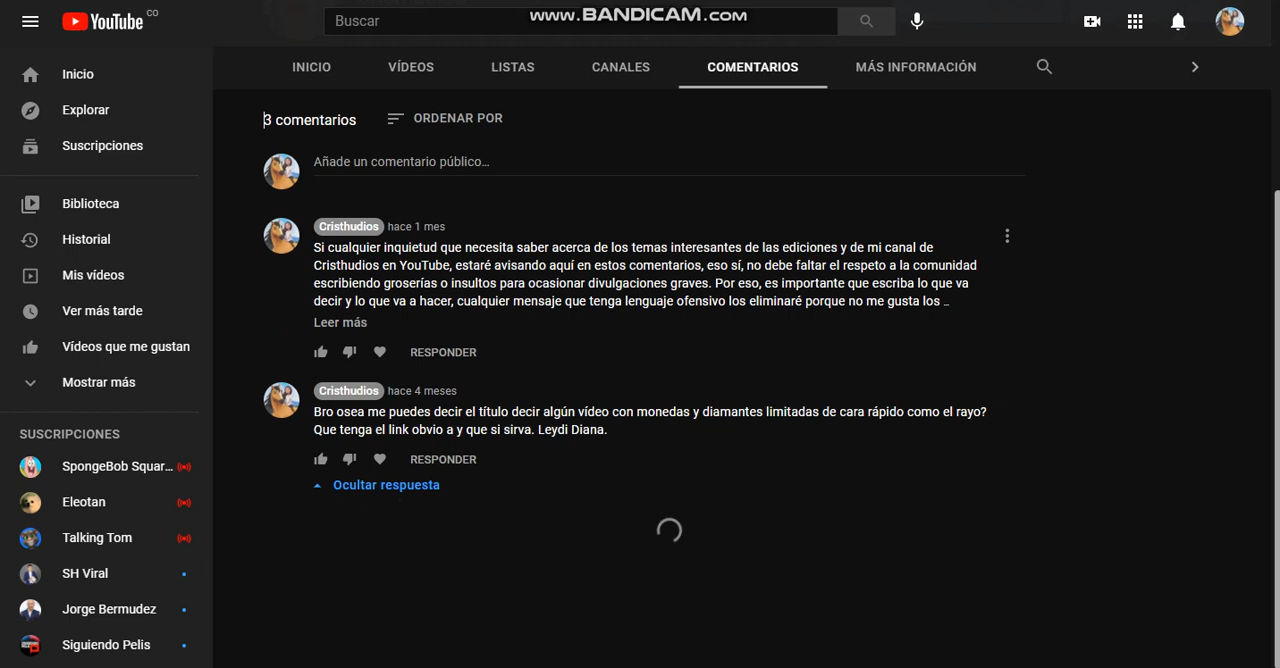 YouTube CO
Buscar
www.BANDICAM.com
INICIO VÍDEOS LISTAS CANALES COMENTARIOS MÁS INFORMACIÓN
Inicio
Explorar
Suscripciones
Biblioteca
Historial
Mis vídeos
Ver más tarde
Vídeos que me gustan
Mostrar más
SUSCRIPCIONES
SpongeBob Squar...
Eleotan
Talking Tom
SH Viral
Jorge Bermudez
Siguiendo Pelis
3 comentarios ORDENAR POR
Añade un comentario público...
Cristhudios hace 1 mes
Si cualquier inquietud que necesita saber acerca de los temas interesantes de las ediciones y de mi canal de
Cristhudios en YouTube, estaré avisando aquí en estos comentarios, eso sí, no debe faltar el respeto a la comunidad
escribiendo groserías o insultos para ocasionar divulgaciones graves. Por eso, es importante que escriba lo que va
decir y lo que va a hacer, cualquier mensaje que tenga lenguaje ofensivo los eliminaré porque no me gusta los ..
Leer más
RESPONDER
Cristhudios hace 4 meses
Bro osea me puedes decir el título decir algún vídeo con monedas y diamantes limitadas de cara rápido como el rayo?
Que tenga el link obvio a y que si sirva. Leydi Diana.
RESPONDER
Ocultar respuesta